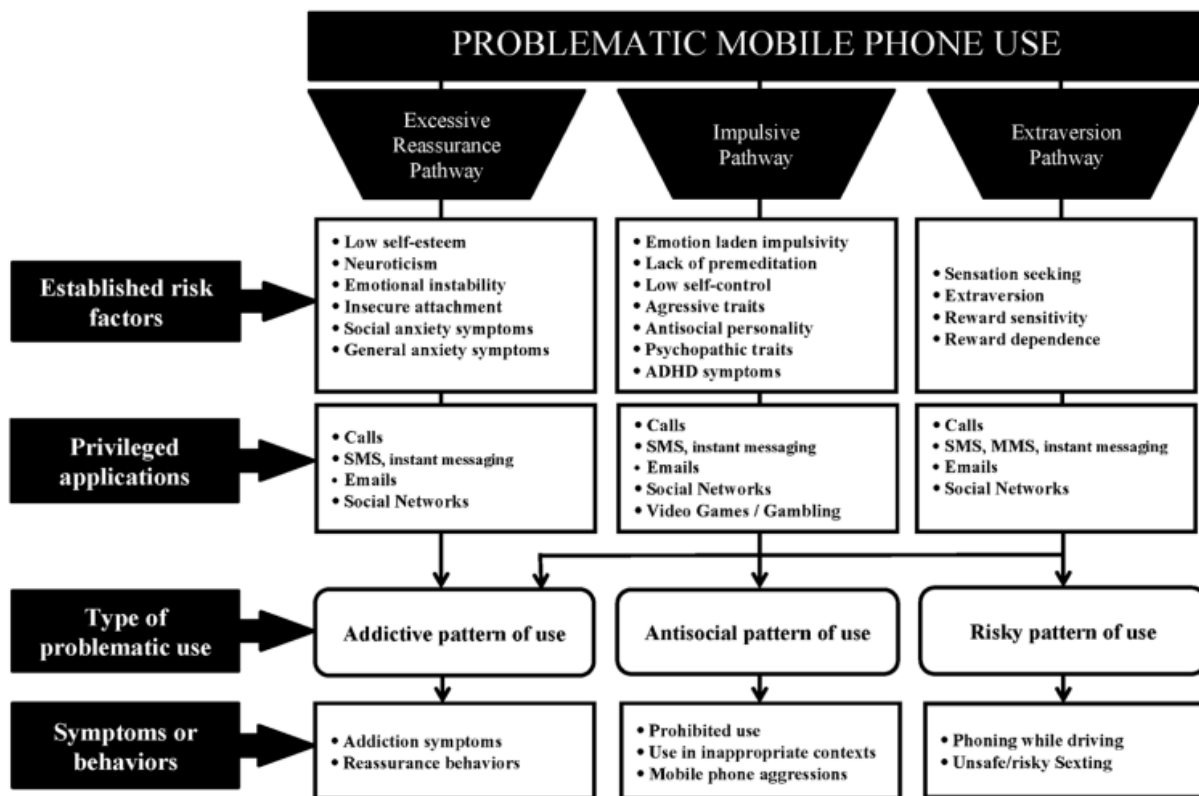 PROBLEMATIC MOBILE PHONE USE
Excessive
Reassurance
Pathway
Impulsive
Pathway
Extraversion
Pathway
Established risk
factors
• Low self-esteem
• Neuroticism
• Emotional instability
• Insecure attachment
• Social anxiety symptoms
• General anxiety symptoms
• Emotion laden impulsivity
• Lack of premeditation
• Low self-control
• Agressive traits
• Antisocial personality
• Psychopathic traits
• ADHD symptoms
• Sensation seeking
• Extraversion
• Reward sensitivity
• Reward dependence
Privileged
applications
• Calls
• SMS, instant messaging
• Emails
• Social Networks
• Calls
• SMS, instant messaging
• Emails
• Social Networks
• Video Games / Gambling
• Calls
• SMS, MMS, instant messaging
• Emails
• Social Networks
Type of
problematic use
Addictive pattern of use
Antisocial pattern of use
Risky pattern of use
Symptoms or
behaviors
• Addiction symptoms
• Reassurance behaviors
• Prohibited use
• Use in inappropriate contexts
• Mobile phone aggressions
• Phoning while driving
• Unsafe/risky Sexting